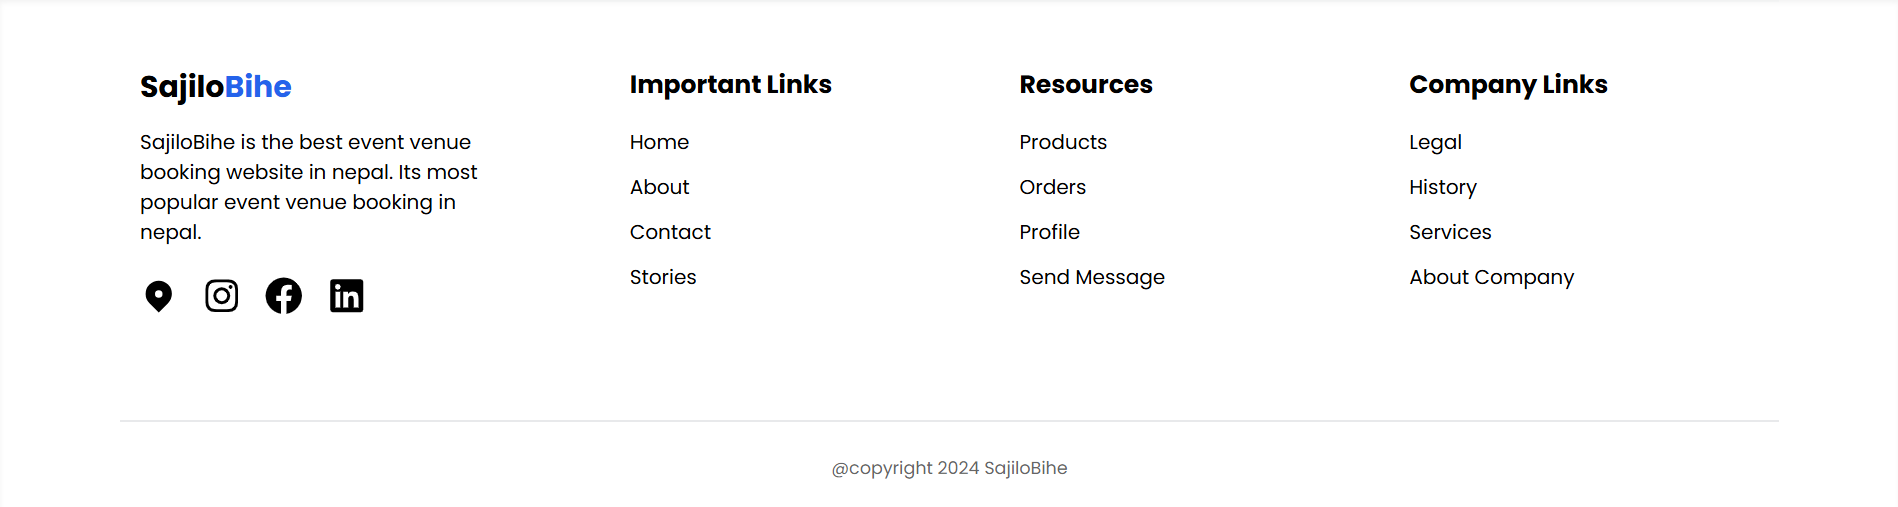 SajiloBihe
SajiloBihe is the best event venue
booking website in nepal. Its most
popular event venue booking in
nepal.
Important Links
Home
About
Contact
Stories
Resources
Products
Orders
Profile
Send Message
Company Links
Legal
History
Services
About Company
@copyright 2024 SajiloBihe